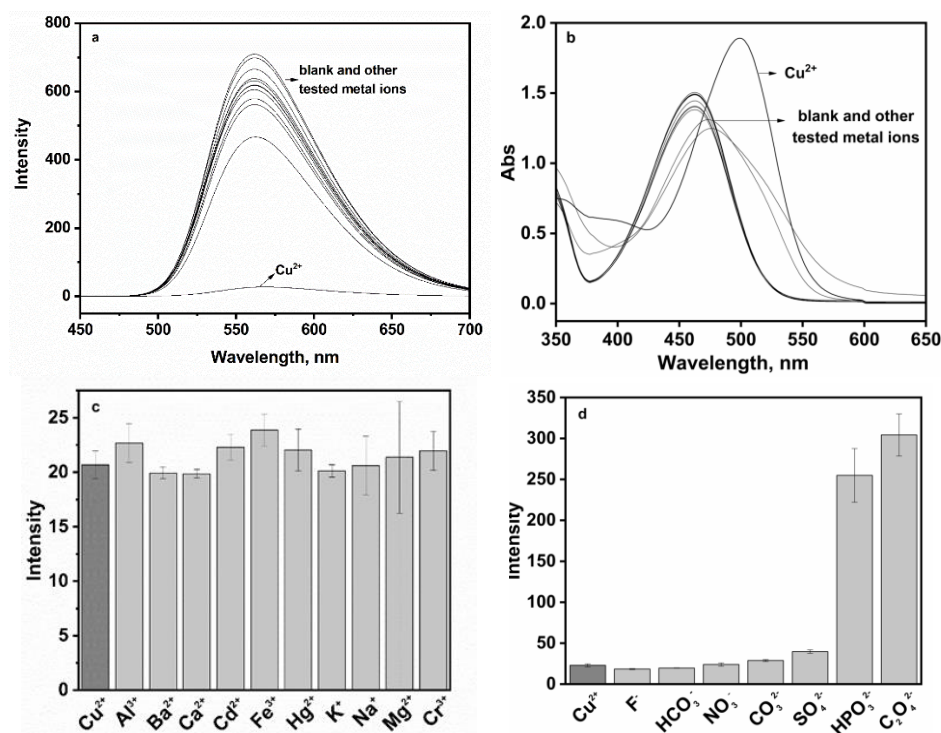 a
800
600
400
200
0
Intensity
blank and other
tested metal ions
Cu²⁺
450 500 550 600 650 700
Wavelength, nm
b
2.0
1.5
1.0
0.5
0.0
Abs
Cu²⁺
blank and other
tested metal ions
350 400 450 500 550 600 650
Wavelength, nm
c
25
20
15
10
5
0
Intensity
Cu²⁺ Al³⁺ Ba²⁺ Ca²⁺ Cd²⁺ Fe³⁺ Hg²⁺ K⁺ Na⁺ Mg²⁺ Cr³⁺
d
350
300
250
200
150
100
50
0
Intensity
Cu²⁺ F⁻ HCO₃⁻ NO₃⁻ CO₃²⁻ SO₄²⁻ HPO₃²⁻ C₂O₄²⁻